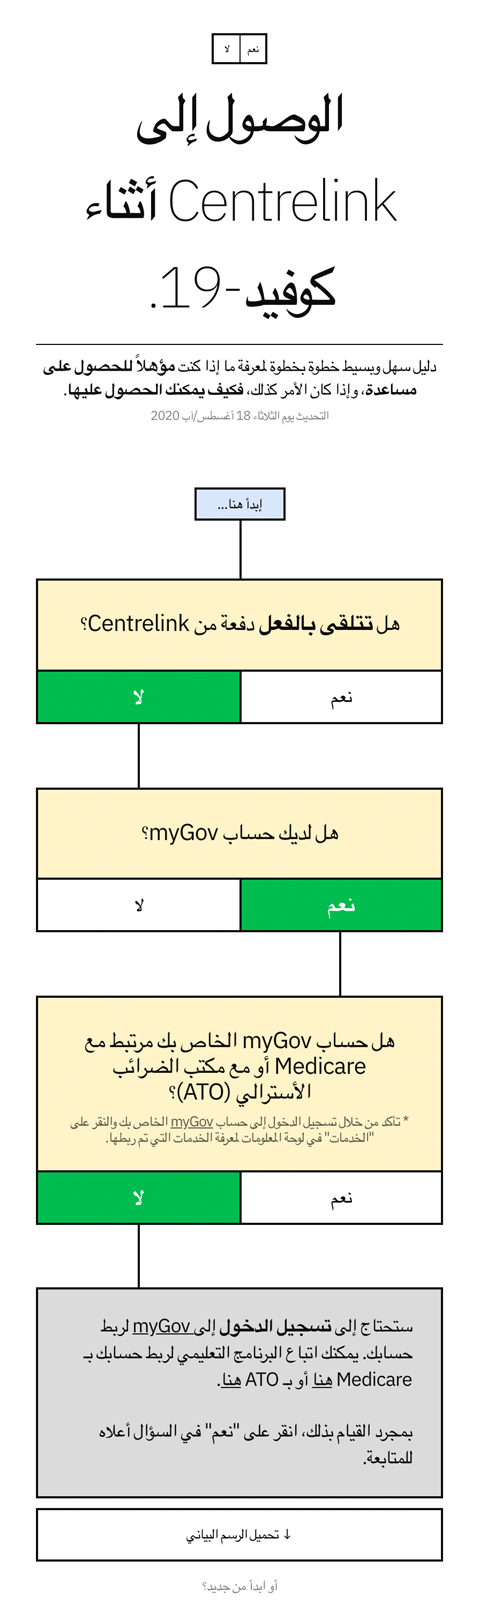 نعم لا
الوصول إلى
Centrelink أثناء
كوفيد-19.
دليل سهل وبسيط خطوة بخطوة لمعرفة ما إذا كنت مؤهلاً للحصول على
مساعدة، وإذا كان الأمر كذلك، فكيف يمكنك الحصول عليها.
التحديث يوم الثلاثاء 18 أغسطس/آب 2020
إبدأ هنا...
هل تتلقى بالفعل دفعة من Centrelink؟
نعم لا
هل لديك حساب myGov؟
نعم لا
هل حساب myGov الخاص بك مرتبط مع
Medicare أو مع مكتب الضرائب
الأسترالي (ATO)؟
* تأكد من خلال تسجيل الدخول إلى حساب myGov الخاص بك والنقر على
"الخدمات" في لوحة المعلومات لمعرفة الخدمات التي تم ربطها.
نعم لا
ستحتاج إلى تسجيل الدخول إلى myGov لربط
حسابك. يمكنك اتباع البرنامج التعليمي لربط حسابك بـ
Medicare هنا أو بـ ATO هنا.
بمجرد القيام بذلك، انقر على "نعم" في السؤال أعلاه
للمتابعة.
↓ تحميل الرسم البياني
أو ابدأ من جديد؟